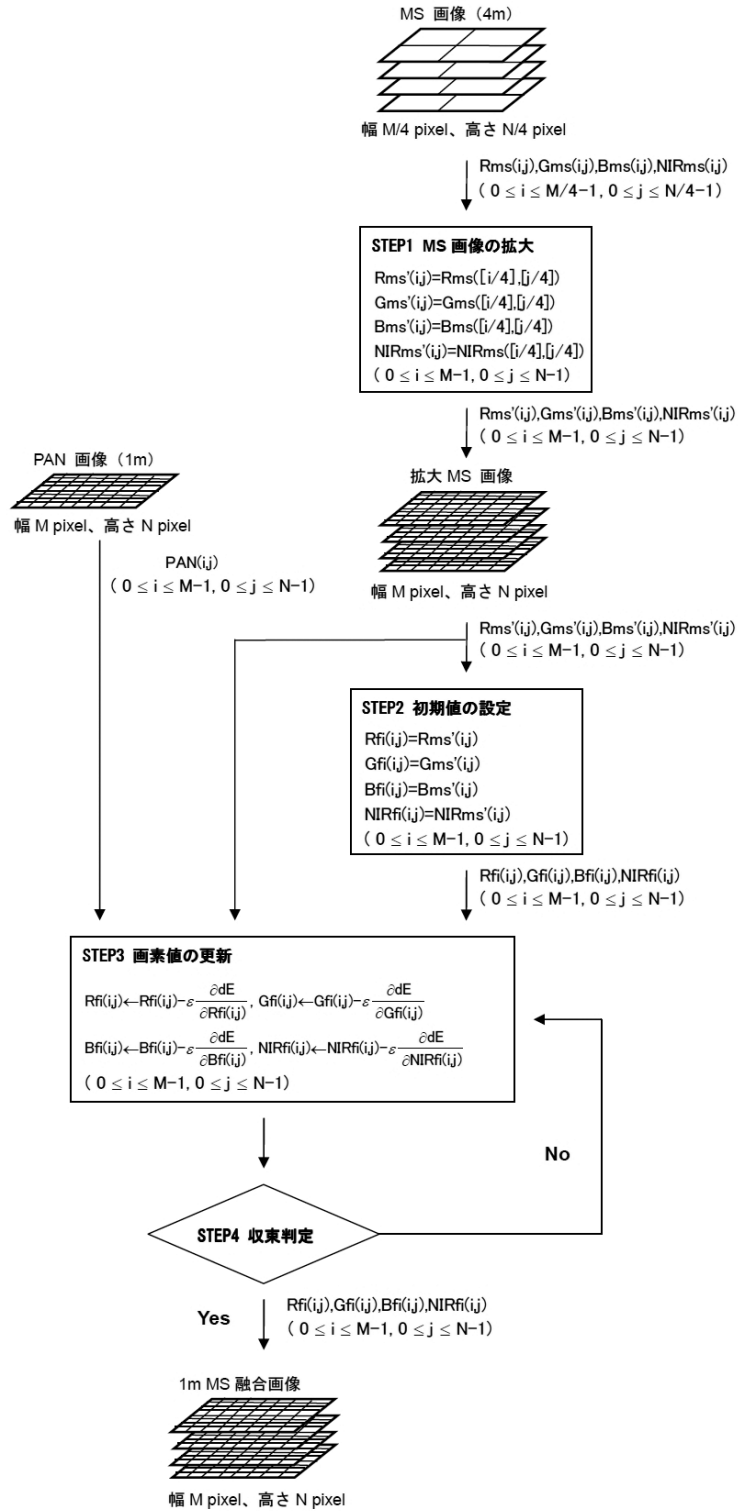 MS 画像（4m）
幅 M/4 pixel、高さ N/4 pixel
Rms(i,j),Gms(i,j),Bms(i,j),NIRms(i,j)
( 0 ≤ i ≤ M/4−1, 0 ≤ j ≤ N/4−1)
STEP1 MS 画像の拡大
Rms'(i,j)=Rms([i/4],[j/4])
Gms'(i,j)=Gms([i/4],[j/4])
Bms'(i,j)=Bms([i/4],[j/4])
NIRms'(i,j)=NIRms([i/4],[j/4])
( 0 ≤ i ≤ M−1, 0 ≤ j ≤ N−1)
Rms'(i,j),Gms'(i,j),Bms'(i,j),NIRms'(i,j)
( 0 ≤ i ≤ M−1, 0 ≤ j ≤ N−1)
PAN 画像（1m）
幅 M pixel、高さ N pixel
PAN(i,j)
( 0 ≤ i ≤ M−1, 0 ≤ j ≤ N−1)
拡大 MS 画像
幅 M pixel、高さ N pixel
Rms'(i,j),Gms'(i,j),Bms'(i,j),NIRms'(i,j)
( 0 ≤ i ≤ M−1, 0 ≤ j ≤ N−1)
STEP2 初期値の設定
Rfi(i,j)=Rms'(i,j)
Gfi(i,j)=Gms'(i,j)
Bfi(i,j)=Bms'(i,j)
NIRfi(i,j)=NIRms'(i,j)
( 0 ≤ i ≤ M−1, 0 ≤ j ≤ N−1)
Rfi(i,j),Gfi(i,j),Bfi(i,j),NIRfi(i,j)
( 0 ≤ i ≤ M−1, 0 ≤ j ≤ N−1)
STEP3 画素値の更新
Rfi(i,j)←Rfi(i,j)−ε ∂dE/∂Rfi(i,j), Gfi(i,j)←Gfi(i,j)−ε ∂dE/∂Gfi(i,j)
Bfi(i,j)←Bfi(i,j)−ε ∂dE/∂Bfi(i,j), NIRfi(i,j)←NIRfi(i,j)−ε ∂dE/∂NIRfi(i,j)
( 0 ≤ i ≤ M−1, 0 ≤ j ≤ N−1)
No
STEP4 収束判定
Yes
Rfi(i,j),Gfi(i,j),Bfi(i,j),NIRfi(i,j)
( 0 ≤ i ≤ M−1, 0 ≤ j ≤ N−1)
1m MS 融合画像
幅 M pixel、高さ N pixel